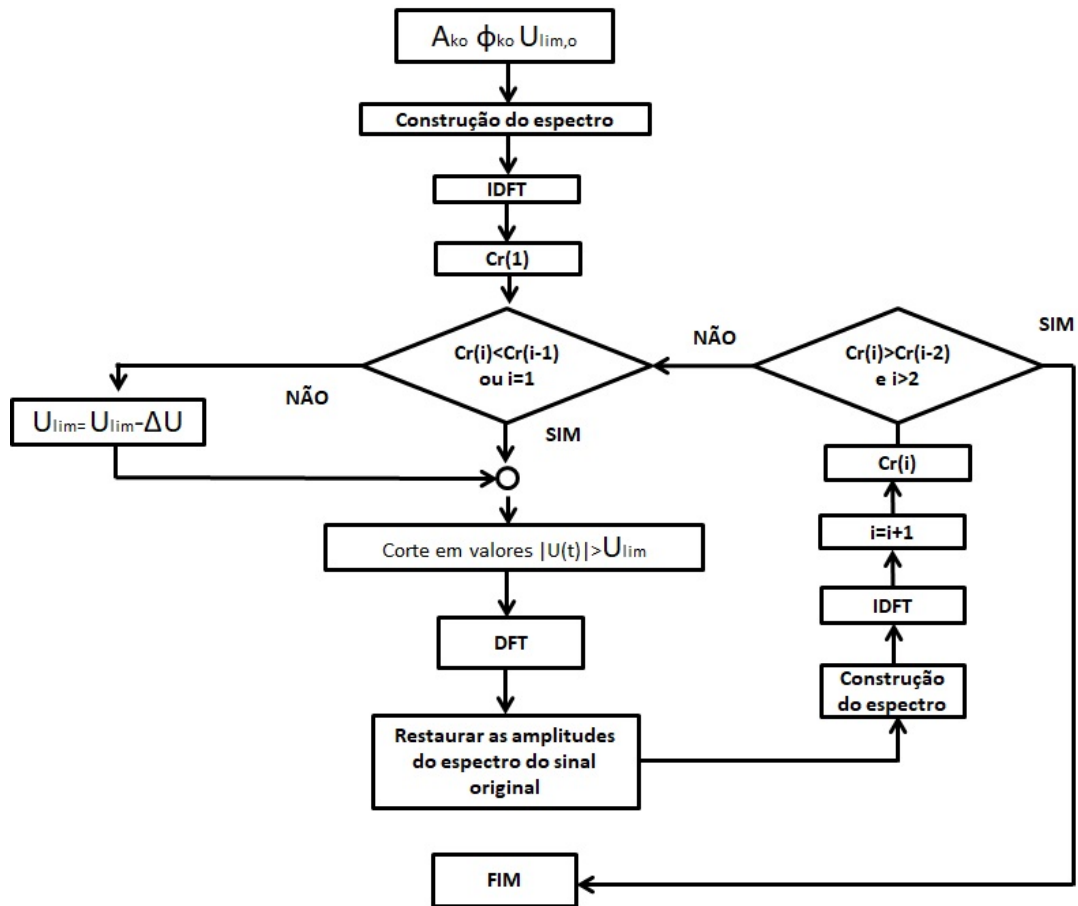 Ako ϕko Ulim,o
Construção do espectro
IDFT
Cr(1)
Cr(i)<Cr(i-1)
ou i=1
NÃO
SIM
Ulim= Ulim-ΔU
Corte em valores |U(t)|>Ulim
DFT
Restaurar as amplitudes
do espectro do sinal
original
Construção
do espectro
IDFT
i=i+1
Cr(i)
Cr(i)>Cr(i-2)
e i>2
NÃO
SIM
FIM